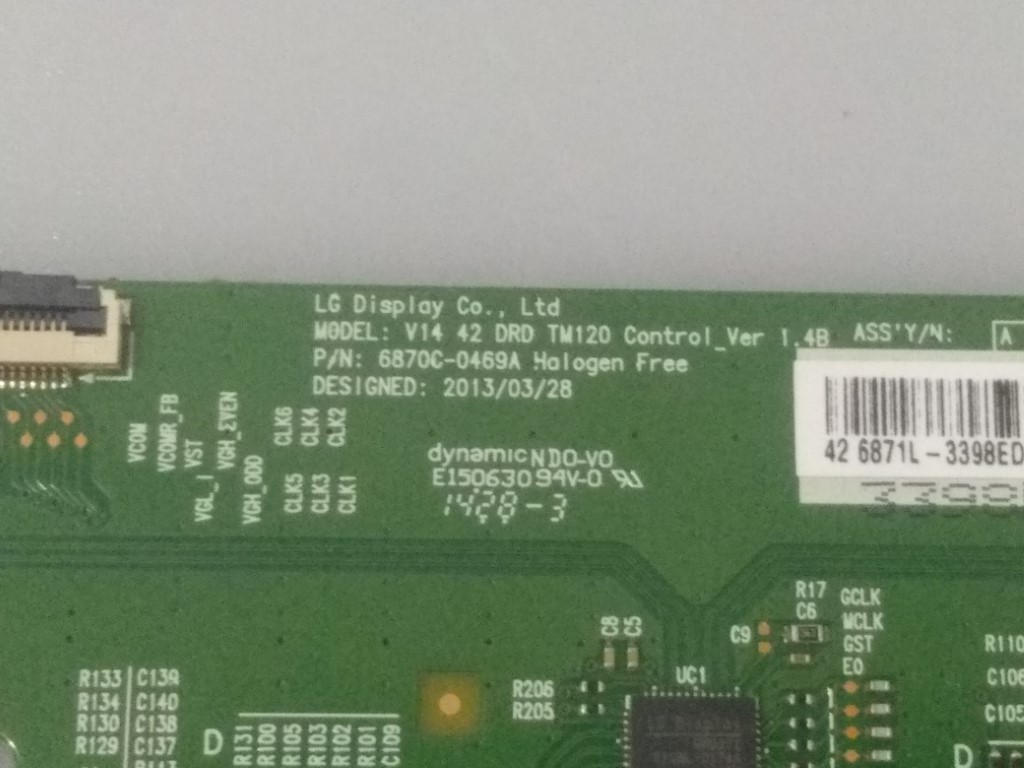 LG Display Co., Ltd
MODEL: V14 42 DRD TM120 Control_Ver 1.4B
ASS'Y/N:
A
P/N: 6870C-0469A Halogen Free
DESIGNED: 2013/03/28
42 6871L-3398ED
3398
VCOM
VCOMR_FB
VST
VGH_EVEN
CLK6
CLK4
CLK2
VGL_I
VGH_ODD
CLK5
CLK3
CLK1
dynamic NDO-V0
E15063094V-0
1428-3
R17
C6
GCLK
MCLK
GST
EO
C9
C8
C5
UC1
R206
R205
R133 C139
R134 C140
R130 C138
R129 C137
D
R131
R100
R105
R103
R102
R101
C109
R110
C106
C105
D